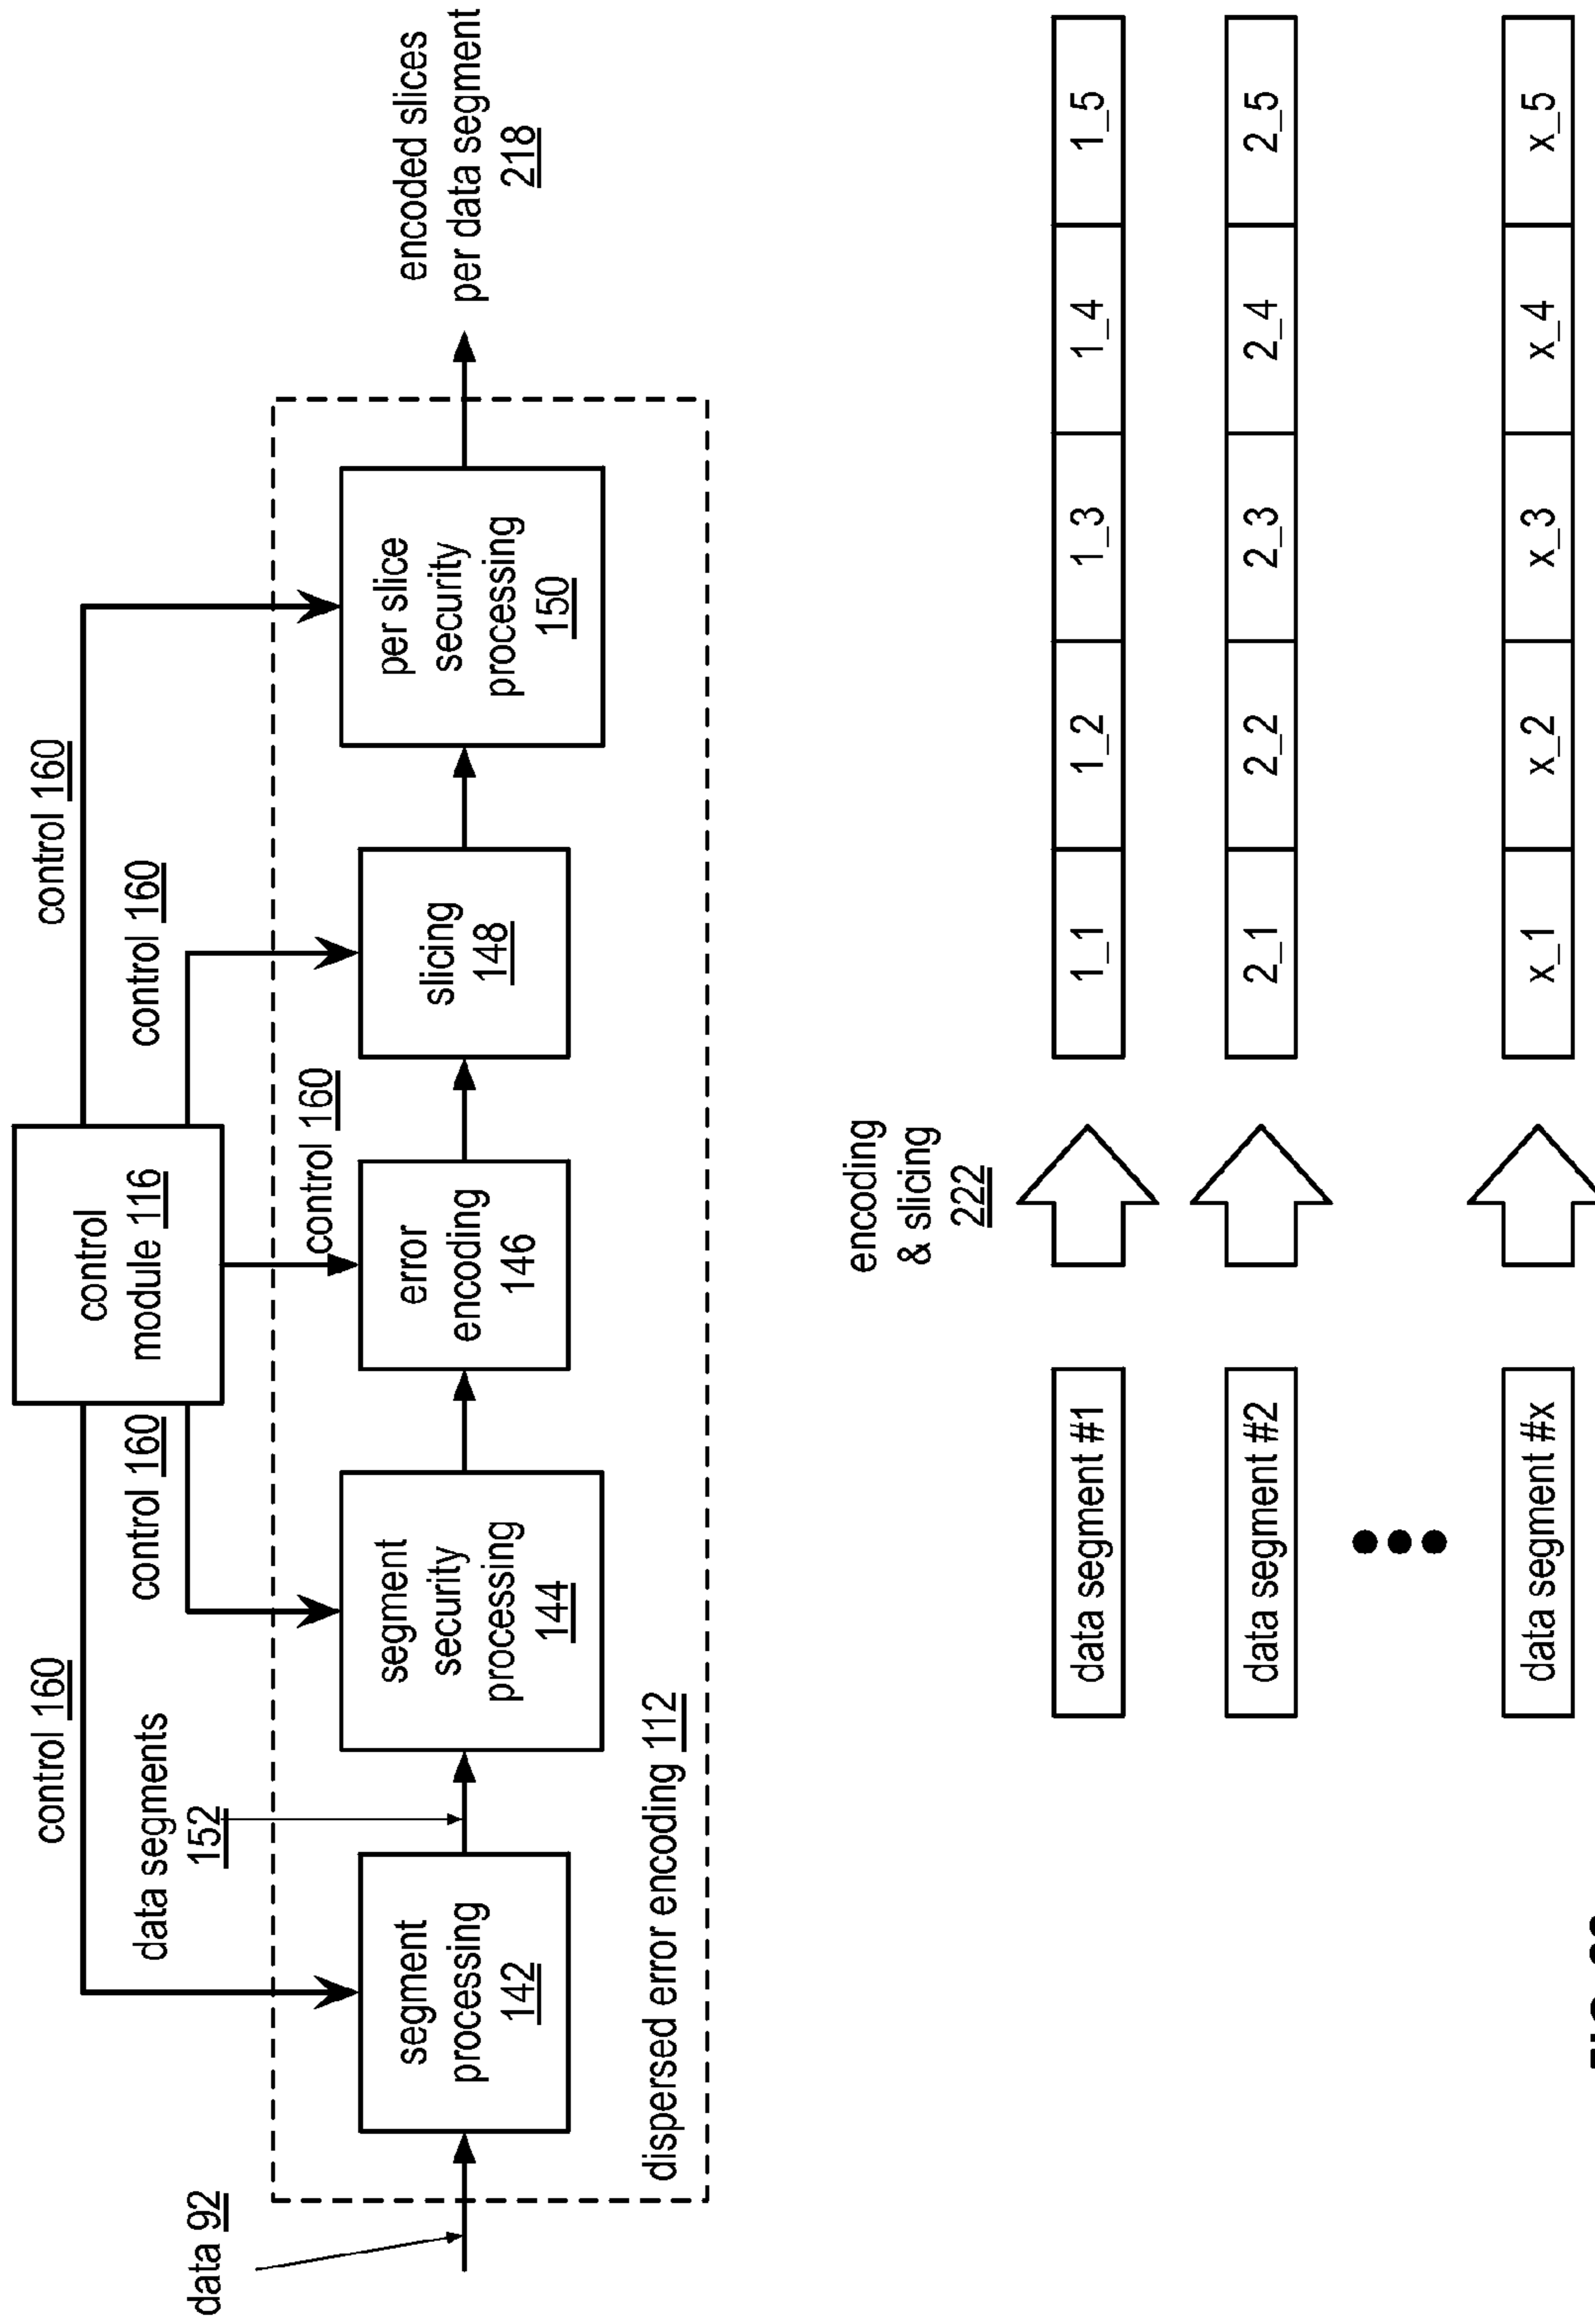 control
module 116
control 160
control 160
control 160
control 160
control 160
data segments
152
data 92
segment
processing
142
segment
security
processing
144
error
encoding
146
slicing
148
per slice
security
processing
150
encoded slices
per data segment
218
dispersed error encoding 112
encoding
& slicing
222
data segment #1
1_1
1_2
1_3
1_4
1_5
data segment #2
2_1
2_2
2_3
2_4
2_5
data segment #x
x_1
x_2
x_3
x_4
x_5